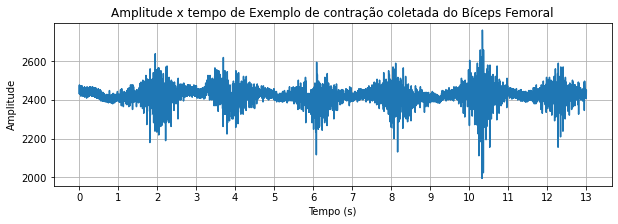 Amplitude x tempo de Exemplo de contração coletada do Bíceps Femoral
Amplitude
2600
2400
2200
2000
0 1 2 3 4 5 6 7 8 9 10 11 12 13
Tempo (s)